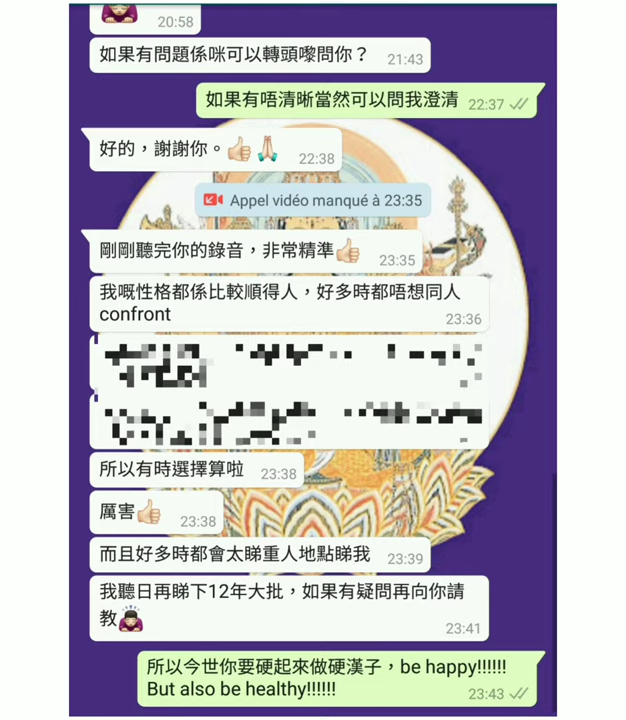 20:58
如果有問題係咪可以轉頭嚟問你？ 21:43
如果有唔清晰當然可以問我澄清 22:37
好的，謝謝你。👍🏻🙏🏻 22:38
Appel vidéo manqué à 23:35
剛剛聽完你的錄音，非常精準👍🏻 23:35
我嘅性格都係比較順得人，好多時都唔想同人
confront 23:36
所以有時選擇算啦 23:38
厲害👍🏻 23:38
而且好多時都會太睇重人地點睇我 23:39
我聽日再睇下12年大批，如果有疑問再向你請
教🙇🏻 23:41
所以今世你要硬起來做硬漢子，be happy!!!!!!
But also be healthy!!!!!! 23:43